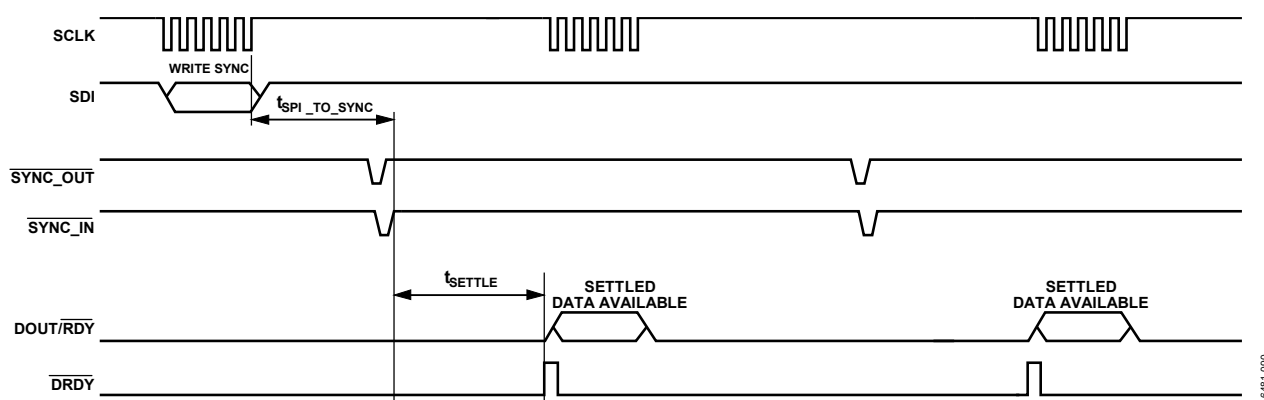 SCLK
WRITE SYNC
SDI
tSPI_TO_SYNC
SYNC_OUT
SYNC_IN
tSETTLE
SETTLED
DATA AVAILABLE
SETTLED
DATA AVAILABLE
DOUT/RDY
DRDY